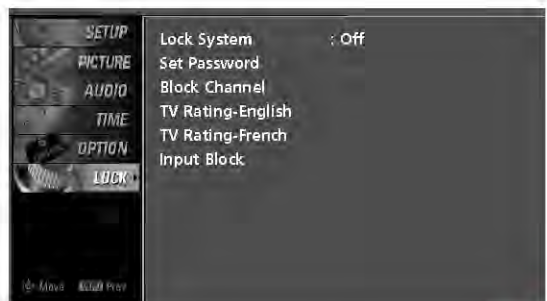 SETUP
PICTURE
AUDIO
TIME
OPTION
LOCK
Lock System : Off
Set Password
Block Channel
TV Rating-English
TV Rating-French
Input Block
Move Prev